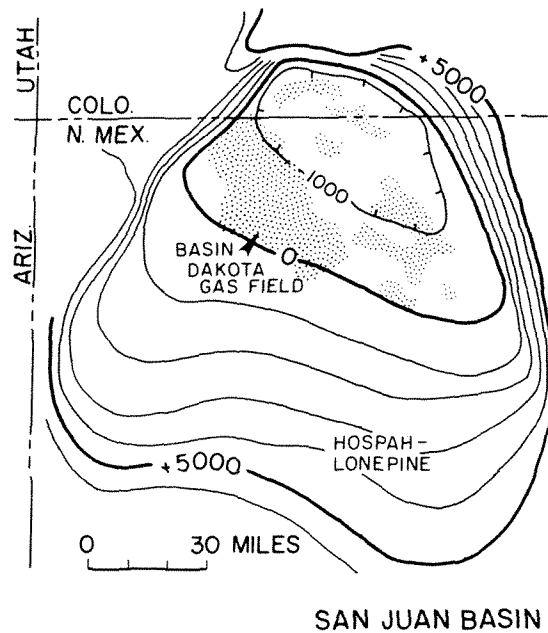 UTAH
+5000
COLO.
N. MEX.
-1000
ARIZ.
BASIN
DAKOTA
GAS FIELD
0
HOSPAH-
LONEPINE
+5000
0 30 MILES
SAN JUAN BASIN